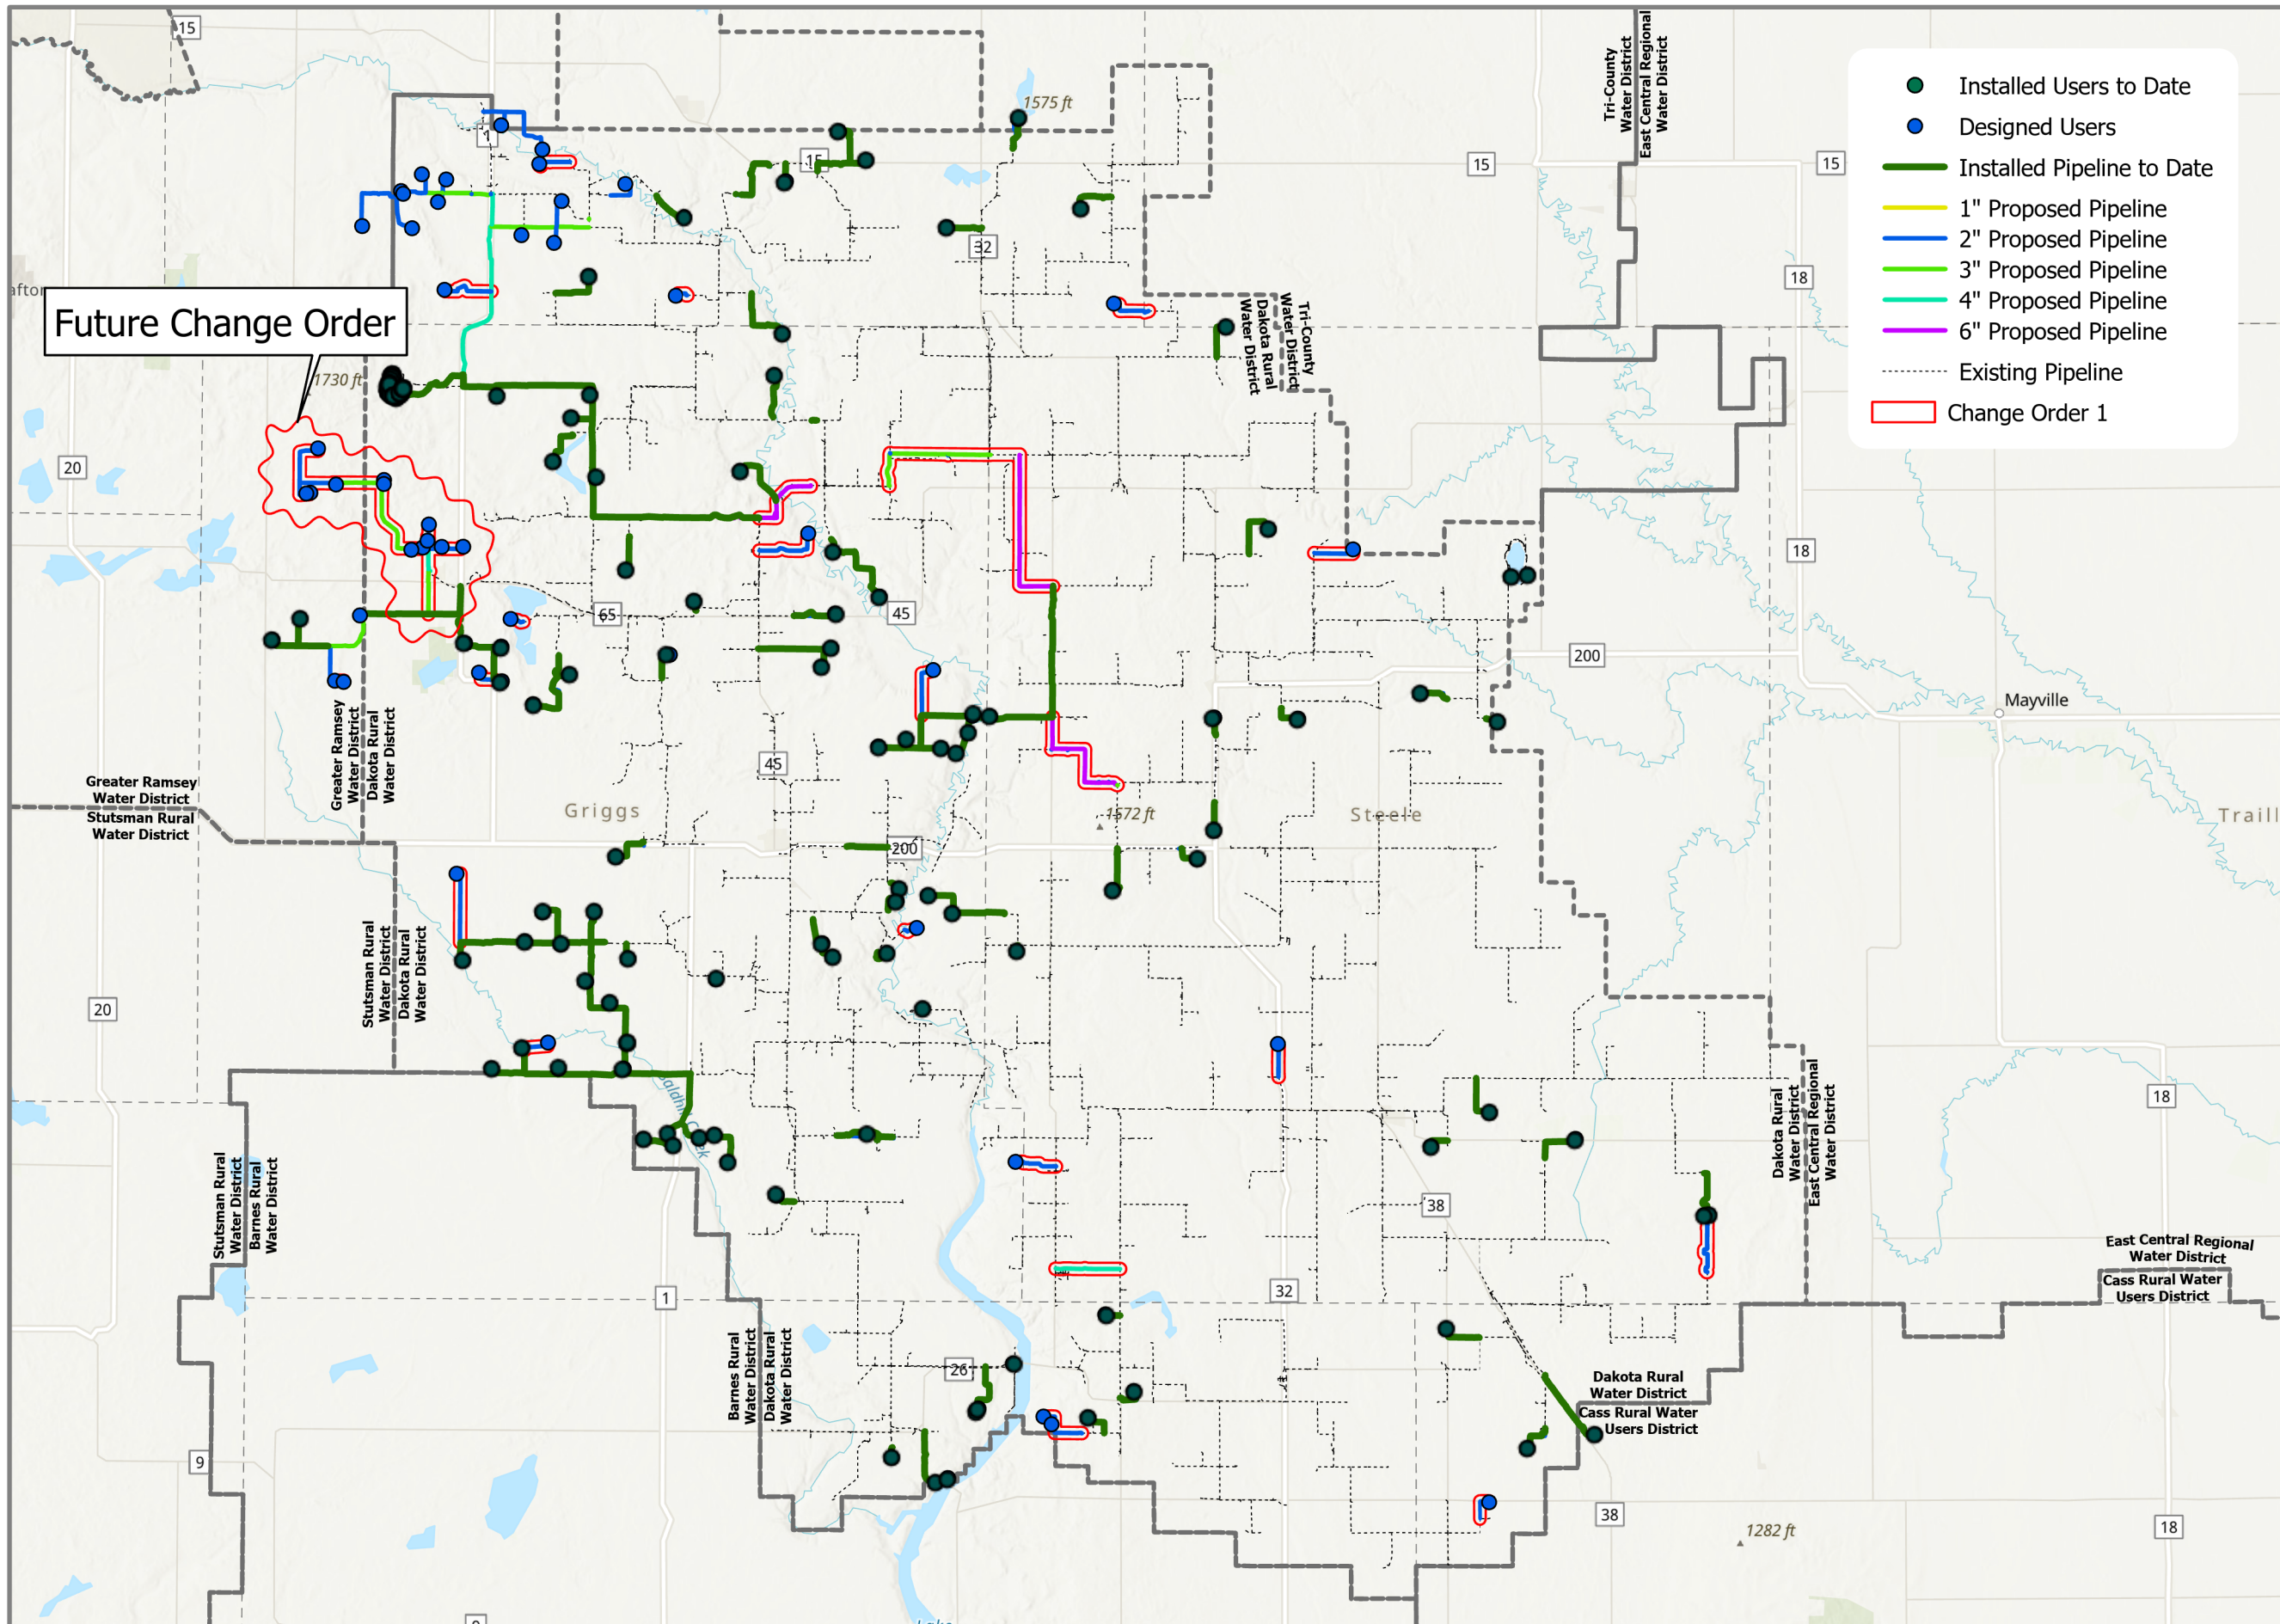 15
1
15
1575 ft
Tri-County
Water District
East Central Regional
Water District
15
15
Installed Users to Date
Designed Users
Installed Pipeline to Date
1" Proposed Pipeline
2" Proposed Pipeline
3" Proposed Pipeline
4" Proposed Pipeline
6" Proposed Pipeline
Existing Pipeline
Change Order 1
32
18
afton
Future Change Order
Tri-County
Water District
Dakota Rural
Water District
1730 ft
20
18
65
45
200
Mayville
Greater Ramsey
Water District
Dakota Rural
Water District
45
Greater Ramsey
Water District
Stutsman Rural
Water District
Griggs
1572 ft
Steele
Traill
200
Stutsman Rural
Water District
Dakota Rural
Water District
20
18
Dakota Rural
Water District
East Central Regional
Water District
Stutsman Rural
Water District
Barnes Rural
Water District
38
East Central Regional
Water District
Cass Rural Water
Users District
1
32
Barnes Rural
Water District
Dakota Rural
Water District
26
Dakota Rural
Water District
Cass Rural Water
Users District
9
38
1282 ft
18